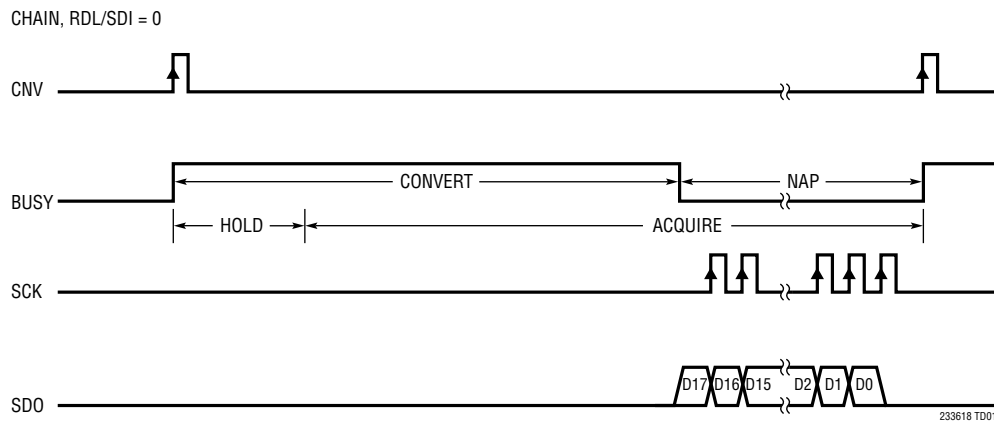 CHAIN, RDL/SDI = 0
CNV
CONVERT
NAP
BUSY
HOLD
ACQUIRE
SCK
D17 D16 D15 D2 D1 D0
SDO
233618 TD01